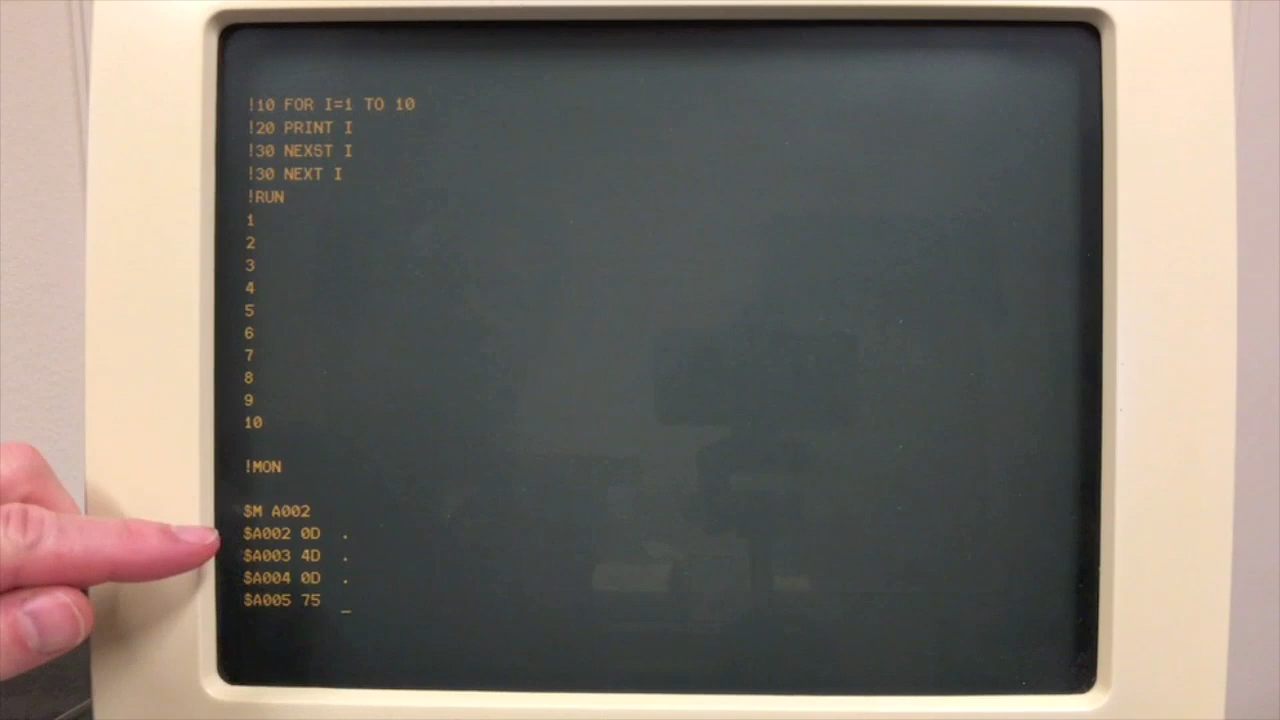 !10 FOR I=1 TO 10
!20 PRINT I
!30 NEXST I
!30 NEXT I
!RUN
1
2
3
4
5
6
7
8
9
10
!MON
$M A002
$A002 0D .
$A003 4D .
$A004 0D .
$A005 75 _